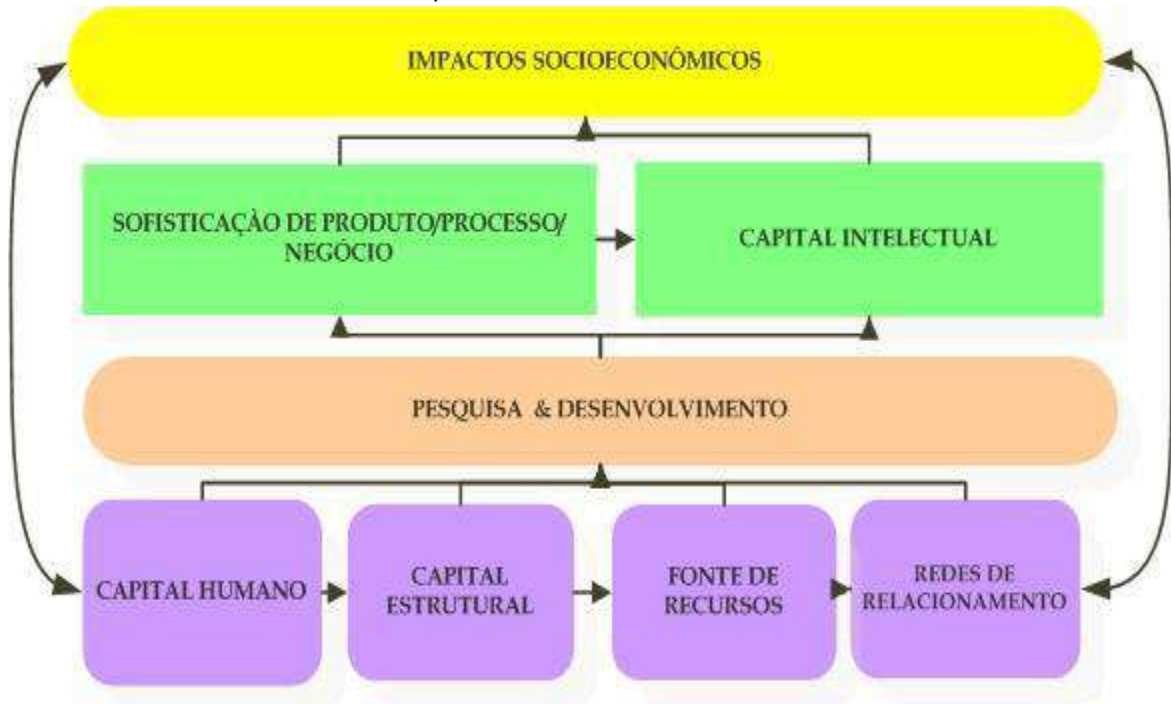 IMPACTOS SOCIOECONÔMICOS
SOFISTICAÇÀO DE PRODUTO/PROCESSO/
NEGÓCIO
CAPITAL INTELECTUAL
PESQUISA & DESENVOLVIMENTO
CAPITAL HUMANO
CAPITAL
ESTRUTURAL
FONTE DE
RECURSOS
REDES DE
RELACIONAMENTO